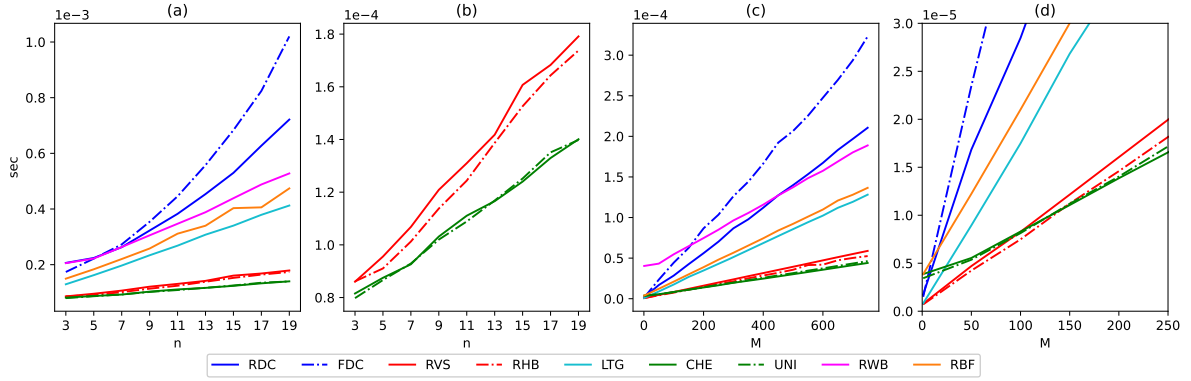 (a)
1e−3
1.0
0.8
0.6
0.4
0.2
sec
3 5 7 9 11 13 15 17 19
n
(b)
1e−4
1.8
1.6
1.4
1.2
1.0
0.8
3 5 7 9 11 13 15 17 19
n
(c)
1e−4
3.0
2.5
2.0
1.5
1.0
0.5
0.0
0 200 400 600
M
(d)
1e−5
3.0
2.5
2.0
1.5
1.0
0.5
0.0
0 50 100 150 200 250
M
RDC FDC RVS RHB LTG CHE UNI RWB RBF